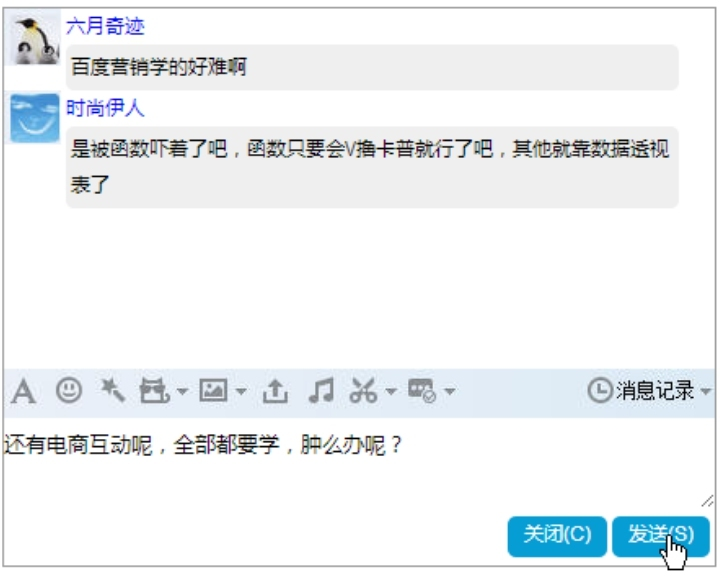 六月奇迹
百度营销学的好难啊
时尚伊人
是被函数吓着了吧，函数只要会V撸卡普就行了吧，其他就靠数据透视
表了
消息记录
还有电商互动呢，全部都要学，肿么办呢？
关闭(C) 发送(S)